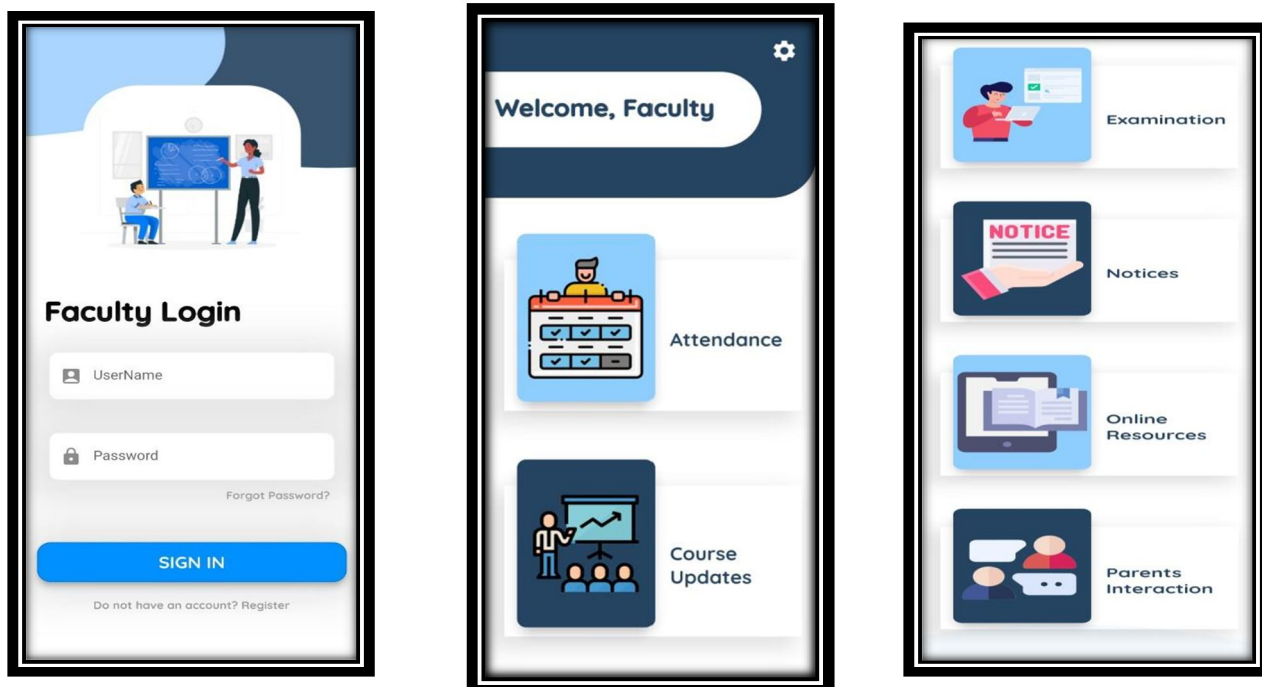 Faculty Login
UserName
Password
Forgot Password?
SIGN IN
Do not have an account? Register
Welcome, Faculty
Attendance
Course
Updates
Examination
NOTICE
Notices
Online
Resources
Parents
Interaction